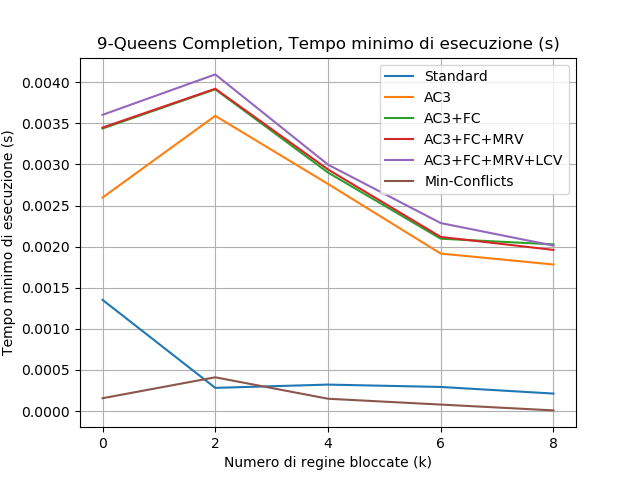 9-Queens Completion, Tempo minimo di esecuzione (s)
Tempo minimo di esecuzione (s)
0.0040
0.0035
0.0030
0.0025
0.0020
0.0015
0.0010
0.0005
0.0000
Standard
AC3
AC3+FC
AC3+FC+MRV
AC3+FC+MRV+LCV
Min-Conflicts
0 2 4 6 8
Numero di regine bloccate (k)